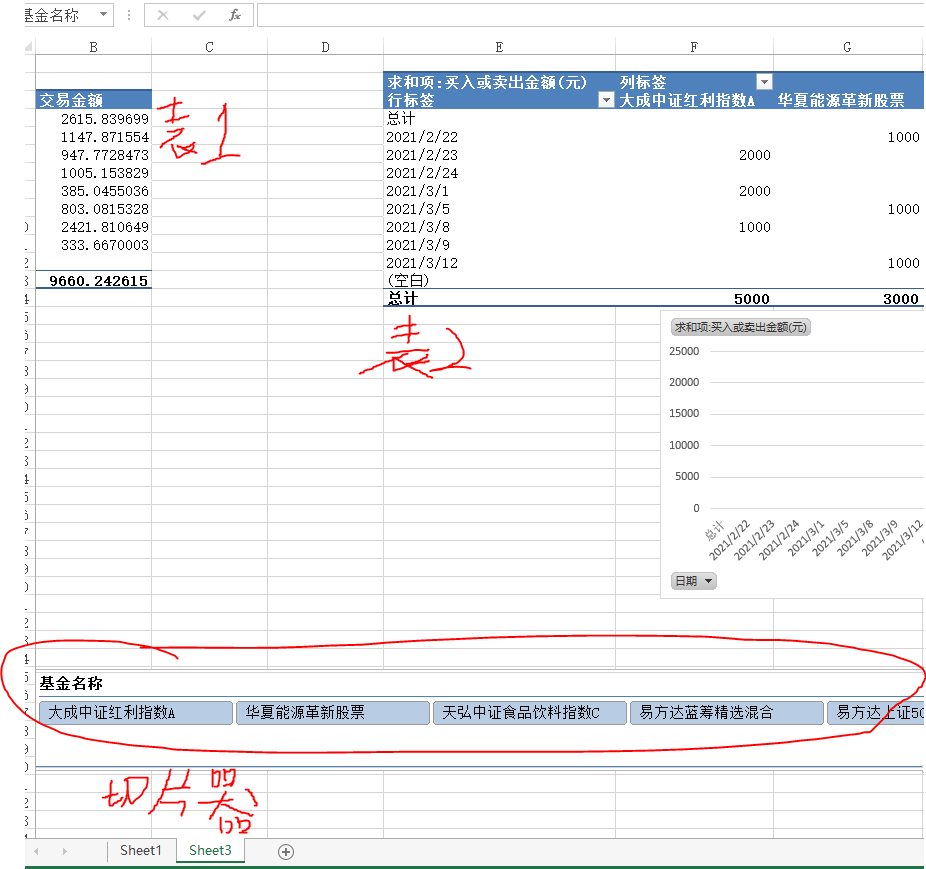 基金名称
fx
B C D E F G
求和项:买入或卖出金额(元) 列标签
交易金额 行标签 大成中证红利指数A 华夏能源革新股票
2615.839699 总计
1147.871554 2021/2/22 1000
947.7728473 2021/2/23 2000
1005.153829 2021/2/24
385.0455036 2021/3/1 2000
803.0815328 2021/3/5 1000
2421.810649 2021/3/8 1000
333.6670003 2021/3/9
2021/3/12 1000
9660.242615 (空白)
总计 5000 3000
表1
表2
求和项:买入或卖出金额(元)
25000
20000
15000
10000
5000
0
总计 2021/2/22 2021/2/23 2021/2/24 2021/3/1 2021/3/5 2021/3/8 2021/3/9 2021/3/12
日期
基金名称
大成中证红利指数A 华夏能源革新股票 天弘中证食品饮料指数C 易方达蓝筹精选混合 易方达上证50
切片器
Sheet1 Sheet3